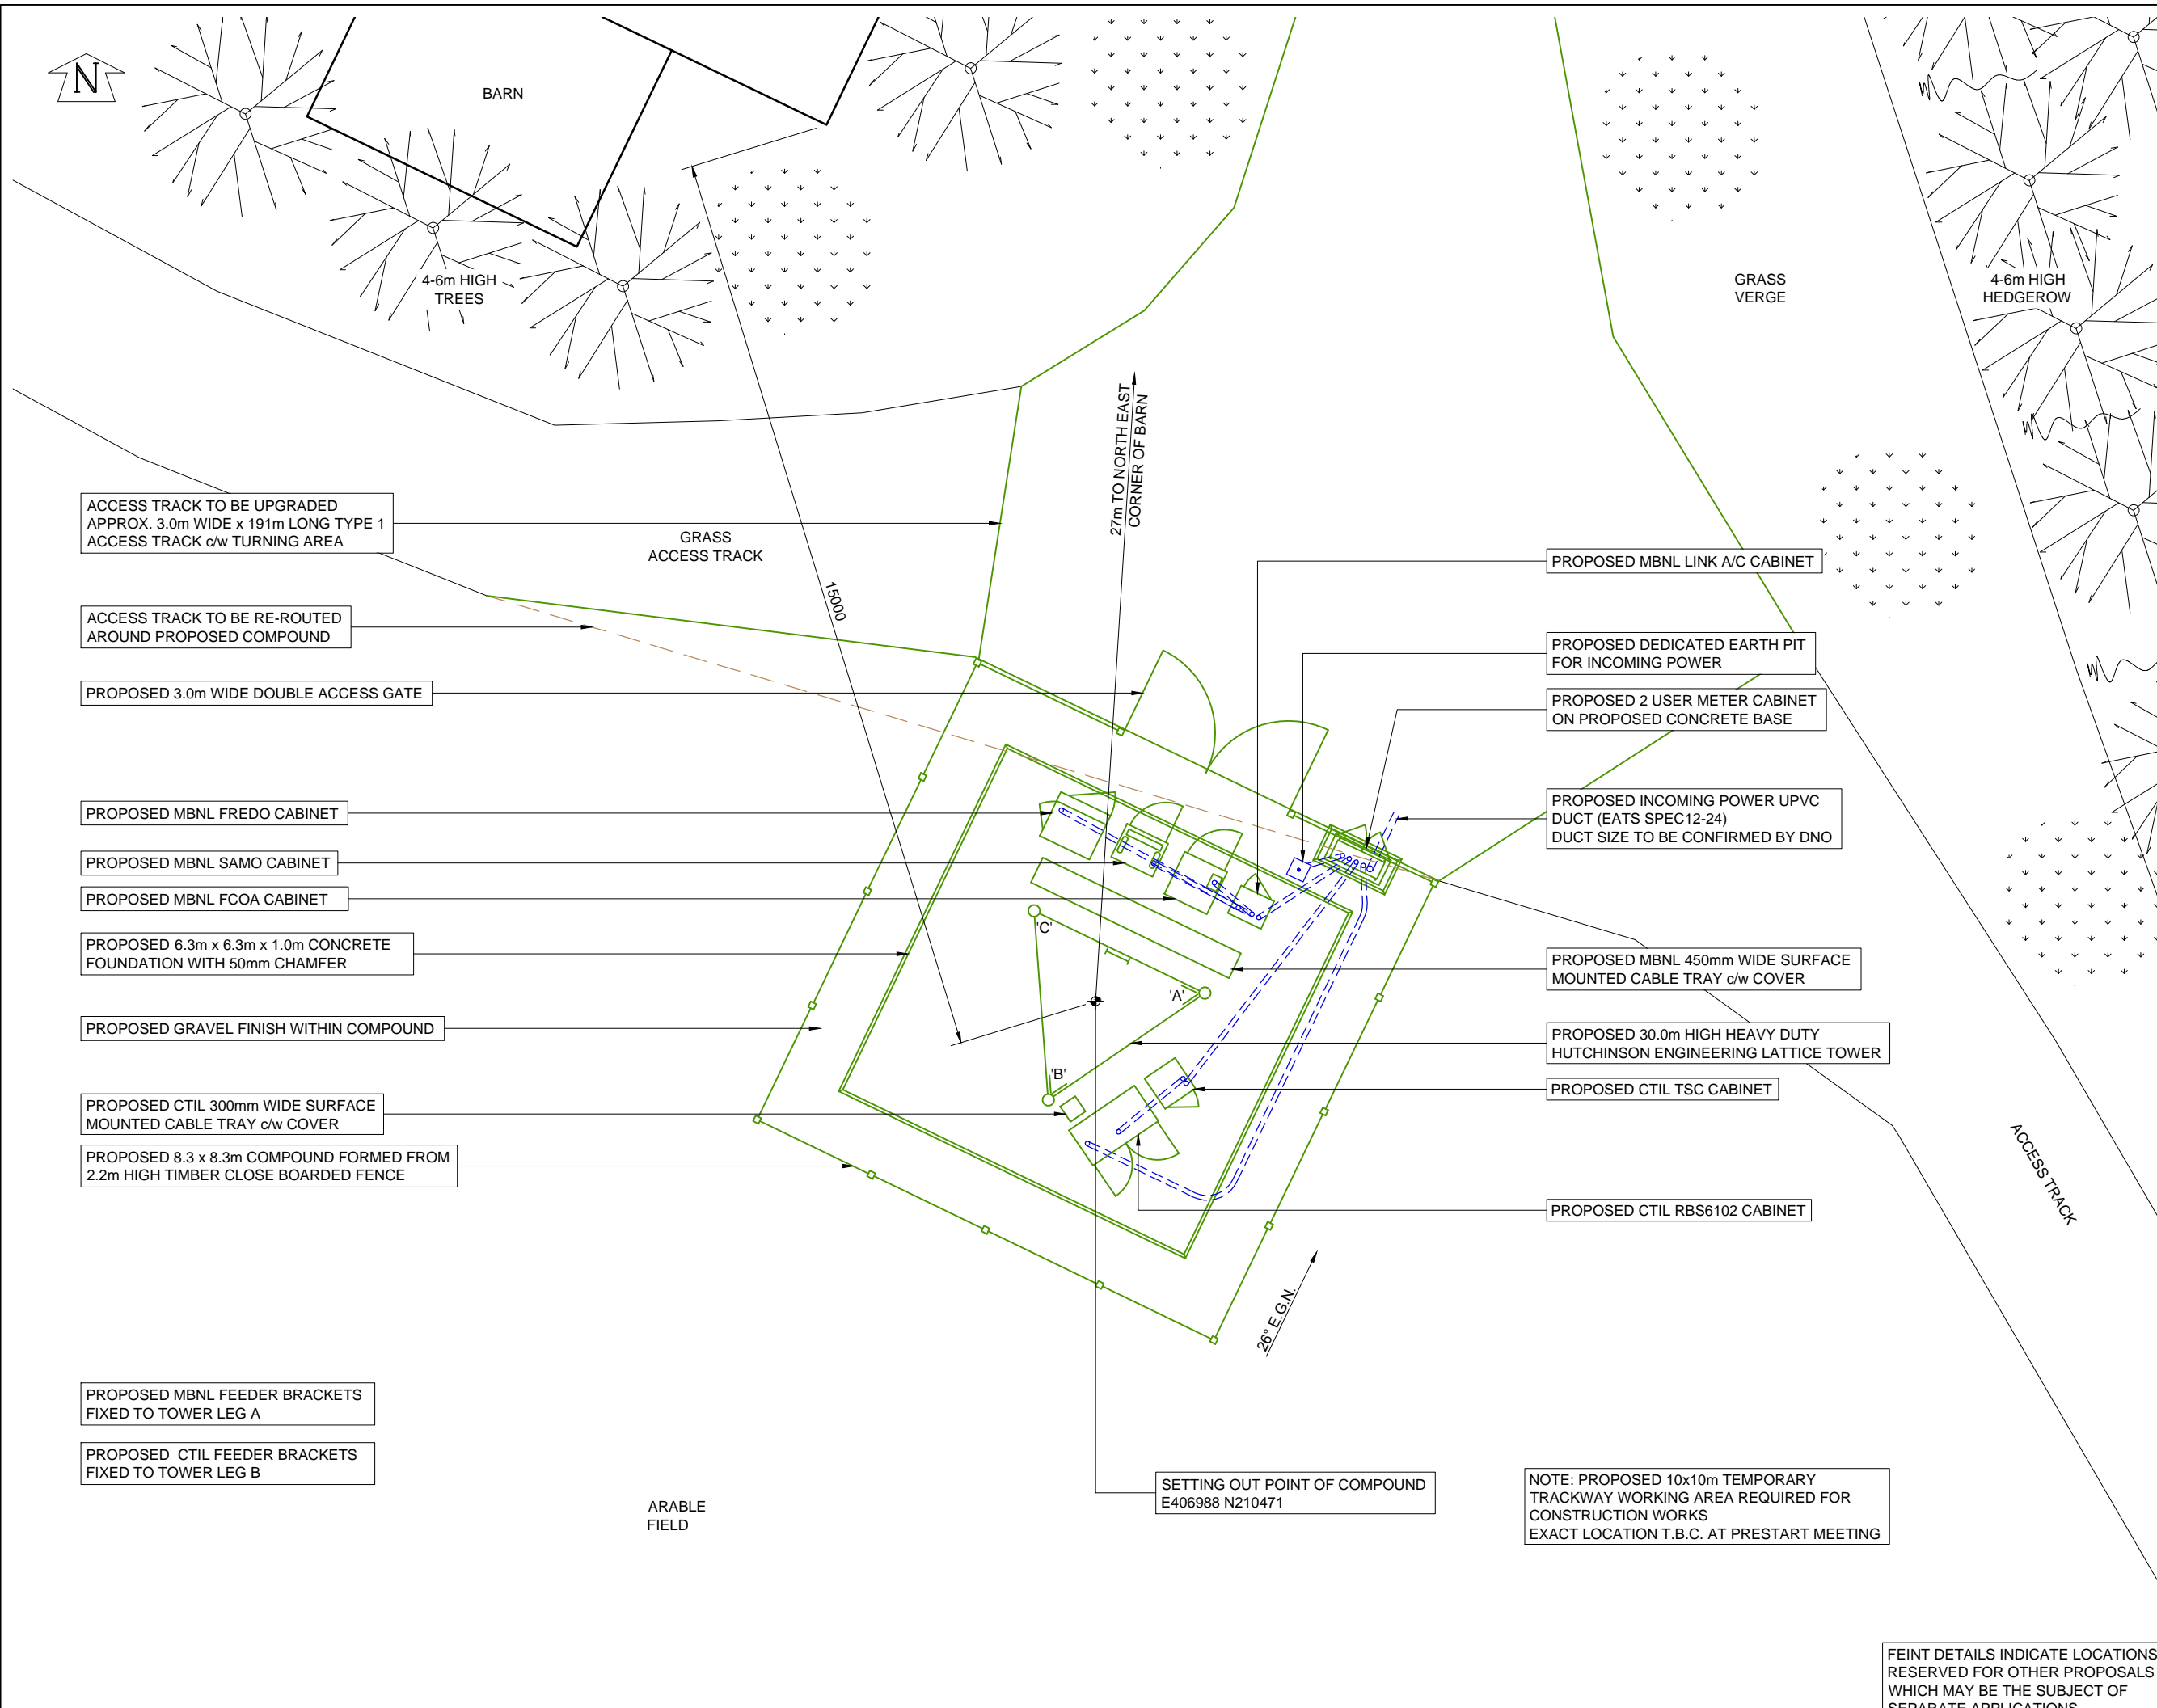 N
BARN
4-6m HIGH
TREES
GRASS
VERGE
4-6m HIGH
HEDGEROW
27m TO NORTH EAST
CORNER OF BARN
15000
GRASS
ACCESS TRACK
ACCESS TRACK TO BE UPGRADED
APPROX. 3.0m WIDE x 191m LONG TYPE 1
ACCESS TRACK c/w TURNING AREA
ACCESS TRACK TO BE RE-ROUTED
AROUND PROPOSED COMPOUND
PROPOSED 3.0m WIDE DOUBLE ACCESS GATE
PROPOSED MBNL FREDO CABINET
PROPOSED MBNL SAMO CABINET
PROPOSED MBNL FCOA CABINET
PROPOSED 6.3m x 6.3m x 1.0m CONCRETE
FOUNDATION WITH 50mm CHAMFER
PROPOSED GRAVEL FINISH WITHIN COMPOUND
PROPOSED CTIL 300mm WIDE SURFACE
MOUNTED CABLE TRAY c/w COVER
PROPOSED 8.3 x 8.3m COMPOUND FORMED FROM
2.2m HIGH TIMBER CLOSE BOARDED FENCE
PROPOSED MBNL FEEDER BRACKETS
FIXED TO TOWER LEG A
PROPOSED CTIL FEEDER BRACKETS
FIXED TO TOWER LEG B
'C'
'A'
'B'
PROPOSED MBNL LINK A/C CABINET
PROPOSED DEDICATED EARTH PIT
FOR INCOMING POWER
PROPOSED 2 USER METER CABINET
ON PROPOSED CONCRETE BASE
PROPOSED INCOMING POWER UPVC
DUCT (EATS SPEC12-24)
DUCT SIZE TO BE CONFIRMED BY DNO
PROPOSED MBNL 450mm WIDE SURFACE
MOUNTED CABLE TRAY c/w COVER
PROPOSED 30.0m HIGH HEAVY DUTY
HUTCHINSON ENGINEERING LATTICE TOWER
PROPOSED CTIL TSC CABINET
PROPOSED CTIL RBS6102 CABINET
ACCESS TRACK
26° E.G.N.
ARABLE
FIELD
SETTING OUT POINT OF COMPOUND
E406988 N210471
NOTE: PROPOSED 10x10m TEMPORARY
TRACKWAY WORKING AREA REQUIRED FOR
CONSTRUCTION WORKS
EXACT LOCATION T.B.C. AT PRESTART MEETING
FEINT DETAILS INDICATE LOCATIONS
RESERVED FOR OTHER PROPOSALS
WHICH MAY BE THE SUBJECT OF
SEPARATE APPLICATIONS